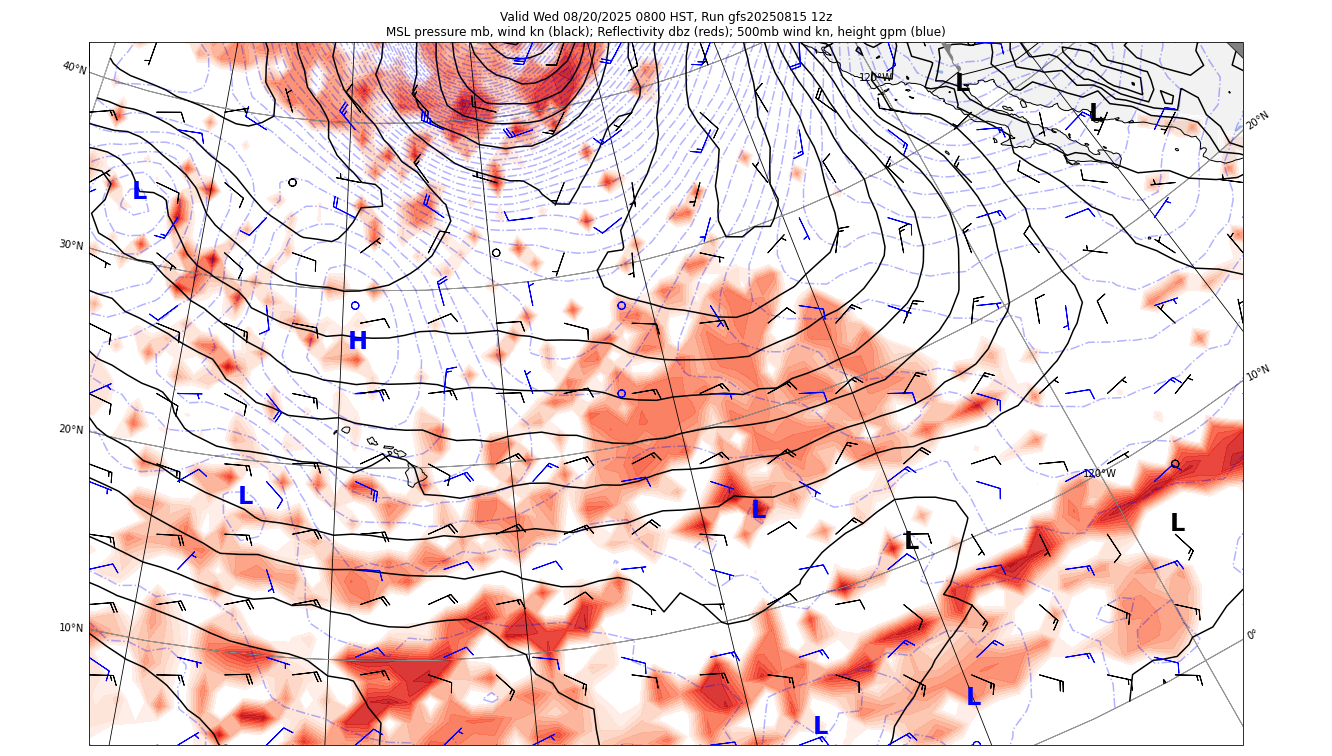 Valid Wed 08/20/2025 0800 HST, Run gfs20250815 12z
MSL pressure mb, wind kn (black); Reflectivity dbz (reds); 500mb wind kn, height gpm (blue)
40°N
120°W
L
L
20°N
L
30°N
H
10°N
20°N
120°W
L
L
L
L
10°N
0°
L
L